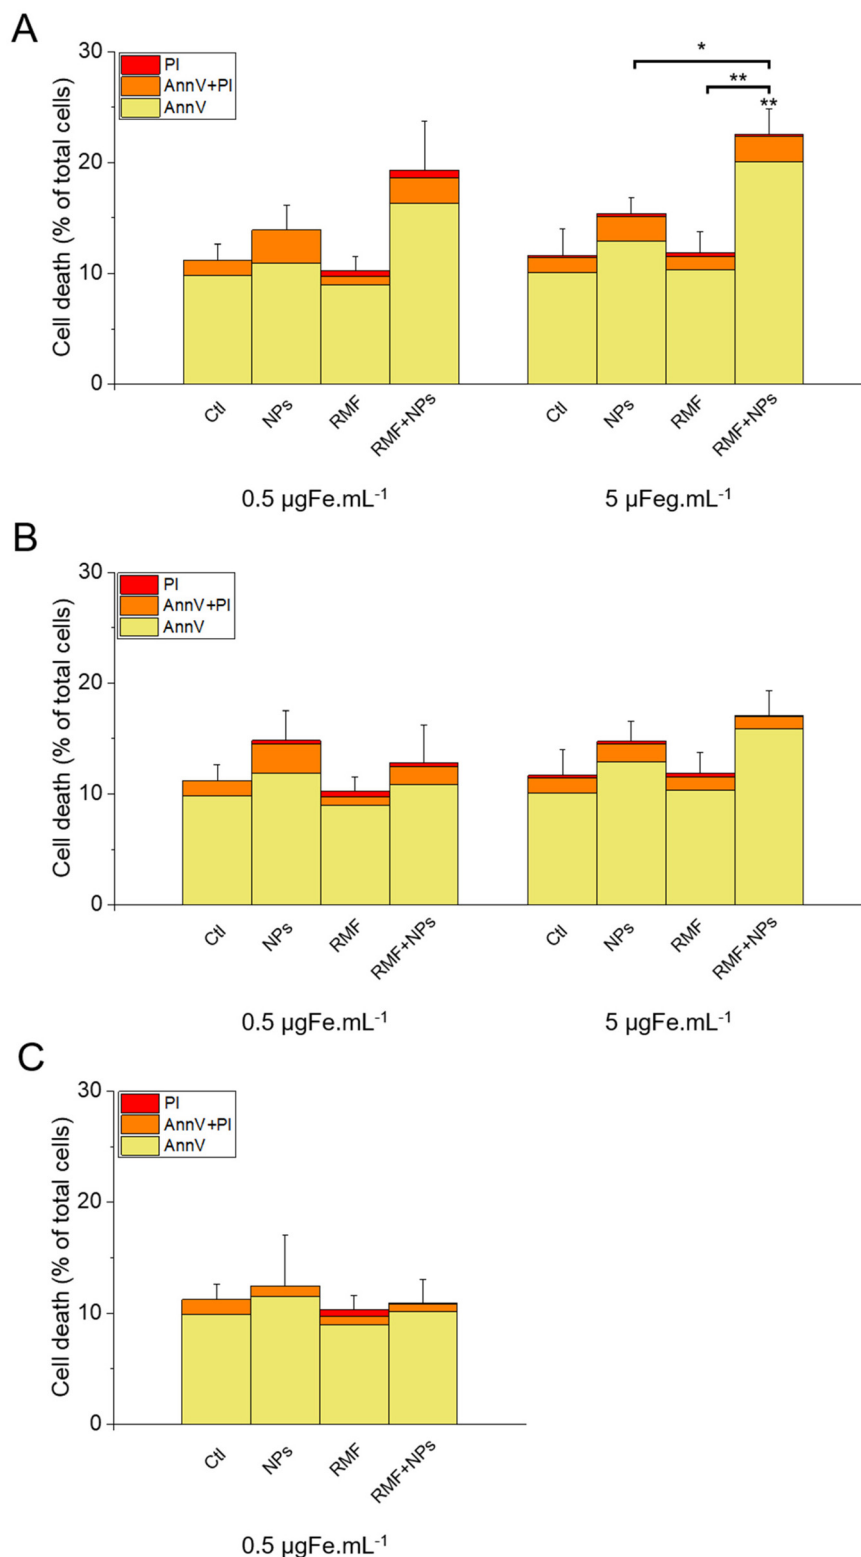 A
30
20
10
0
Cell death (% of total cells)
PI
AnnV+PI
AnnV
*
**
**
Ctl
NPs
RMF
RMF+NPs
Ctl
NPs
RMF
RMF+NPs
0.5 µgFe.mL⁻¹
5 µFeg.mL⁻¹
B
30
20
10
0
Cell death (% of total cells)
PI
AnnV+PI
AnnV
Ctl
NPs
RMF
RMF+NPs
Ctl
NPs
RMF
RMF+NPs
0.5 µgFe.mL⁻¹
5 µgFe.mL⁻¹
C
30
20
10
0
Cell death (% of total cells)
PI
AnnV+PI
AnnV
Ctl
NPs
RMF
RMF+NPs
0.5 µgFe.mL⁻¹